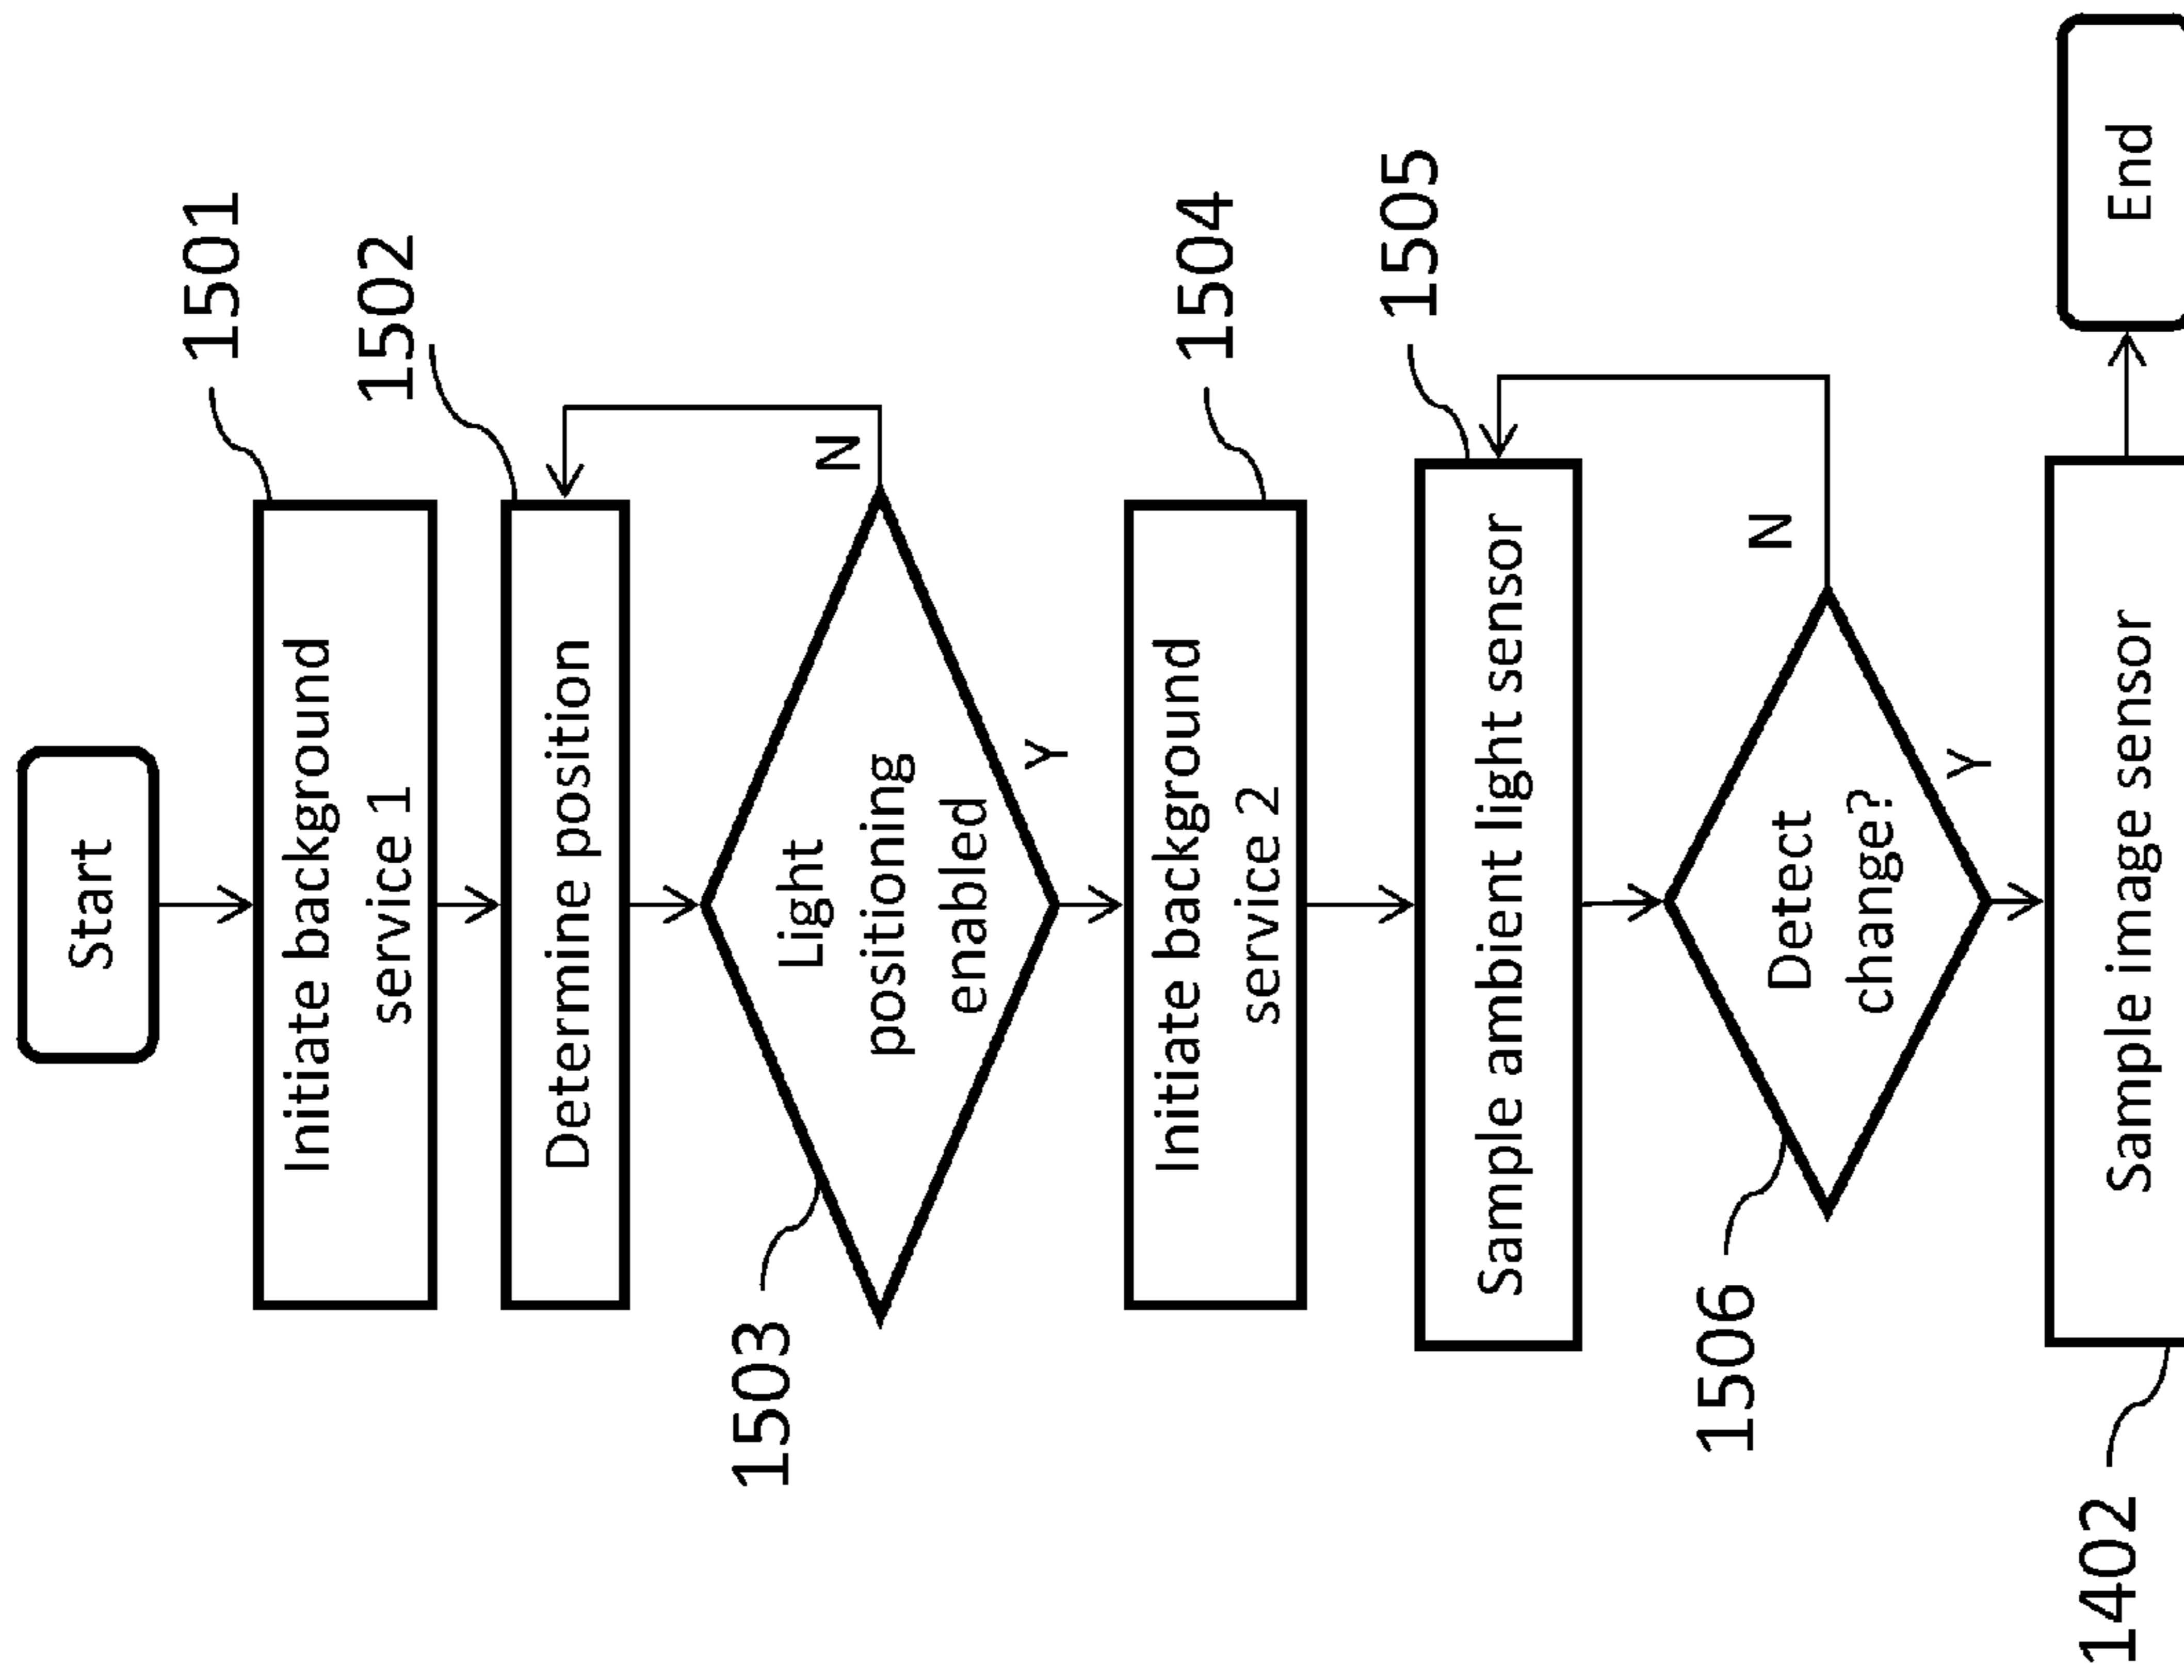 Start
1501
Initiate background
service 1
1502
Determine position
1503
Light
positioning
enabled
N
Y
1504
Initiate background
service 2
1505
Sample ambient light sensor
1506
Detect
change?
N
Y
1402
Sample image sensor
End